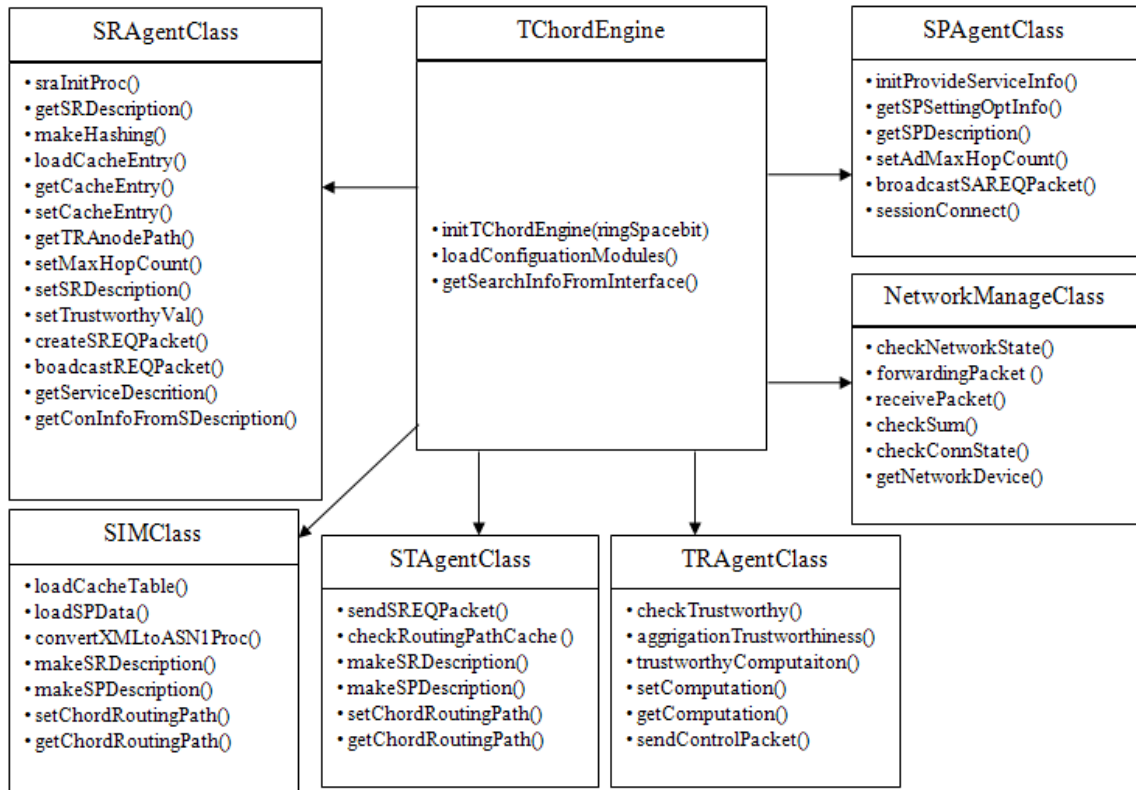 SRAgentClass
• sraInitProc()
• getSRDescription()
• makeHashing()
• loadCacheEntry()
• getCacheEntry()
• setCacheEntry()
• getTRAnodePath()
• setMaxHopCount()
• setSRDescription()
• setTrustworthyVal()
• createSREQPacket()
• boadcastREQPacket()
• getServiceDescrition()
• getConInfoFromSDescription()
TChordEngine
• initTChordEngine(ringSpacebit)
• loadConfiguationModules()
• getSearchInfoFromInterface()
SPAgentClass
• initProvideServiceInfo()
• getSPSettingOptInfo()
• getSPDescription()
• setAdMaxHopCount()
• broadcastSAREQPacket()
• sessionConnect()
NetworkManageClass
• checkNetworkState()
• forwardingPacket ()
• receivePacket()
• checkSum()
• checkConnState()
• getNetworkDevice()
SIMClass
• loadCacheTable()
• loadSPData()
• convertXMLtoASN1Proc()
• makeSRDescription()
• makeSPDescription()
• setChordRoutingPath()
• getChordRoutingPath()
STAgentClass
• sendSREQPacket()
• checkRoutingPathCache ()
• makeSRDescription()
• makeSPDescription()
• setChordRoutingPath()
• getChordRoutingPath()
TRAgentClass
• checkTrustworthy()
• aggrigationTrustworthiness()
• trustworthyComputaiton()
• setComputation()
• getComputation()
• sendControlPacket()